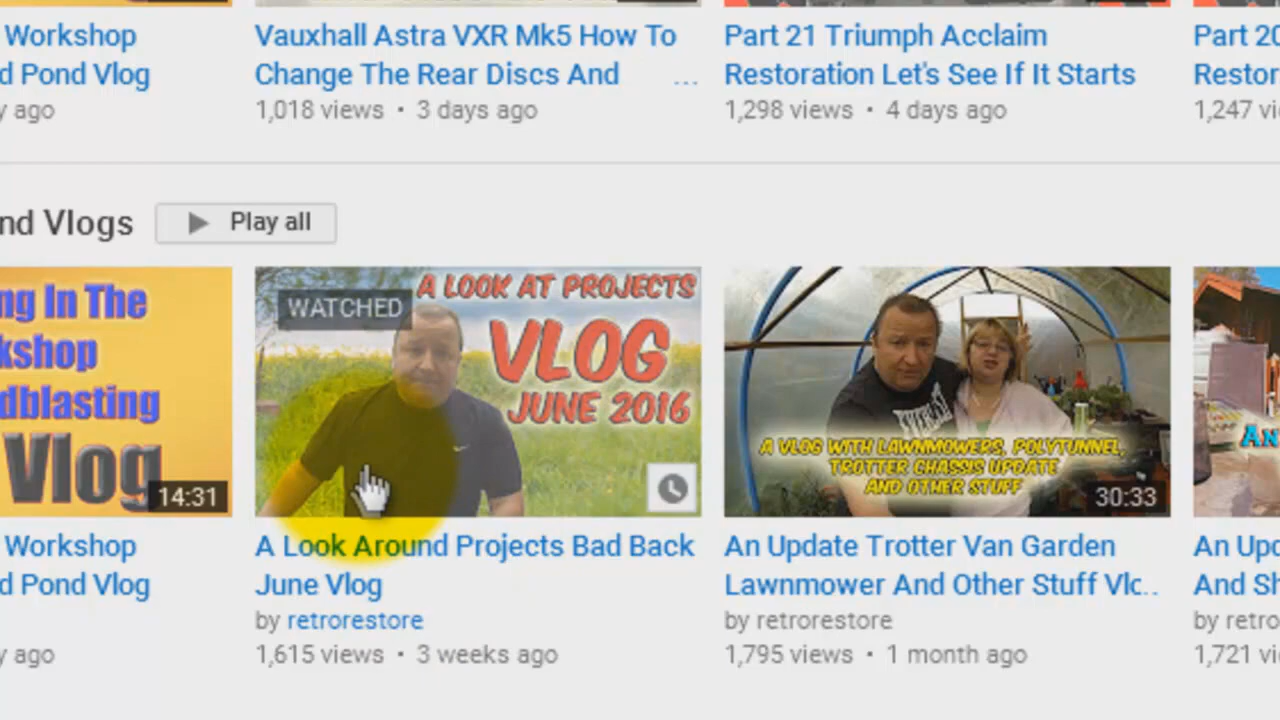 Workshop
d Pond Vlog
y ago
Vauxhall Astra VXR Mk5 How To
Change The Rear Discs And ...
1,018 views • 3 days ago
Part 21 Triumph Acclaim
Restoration Let's See If It Starts
1,298 views • 4 days ago
Part 20
Restor
1,247 vi
nd Vlogs
Play all
ng In The
kshop
dblasting
Vlog
14:31
WATCHED
A LOOK AT PROJECTS
VLOG
JUNE 2016
A VLOG WITH LAWNMOWERS, POLYTUNNEL,
TROTTER CHASSIS UPDATE
AND OTHER STUFF
30:33
An
Workshop
d Pond Vlog
y ago
A Look Around Projects Bad Back
June Vlog
by retrorestore
1,615 views • 3 weeks ago
An Update Trotter Van Garden
Lawnmower And Other Stuff Vlc..
by retrorestore
1,795 views • 1 month ago
An Upd
And Sh
by retro
1,721 vi